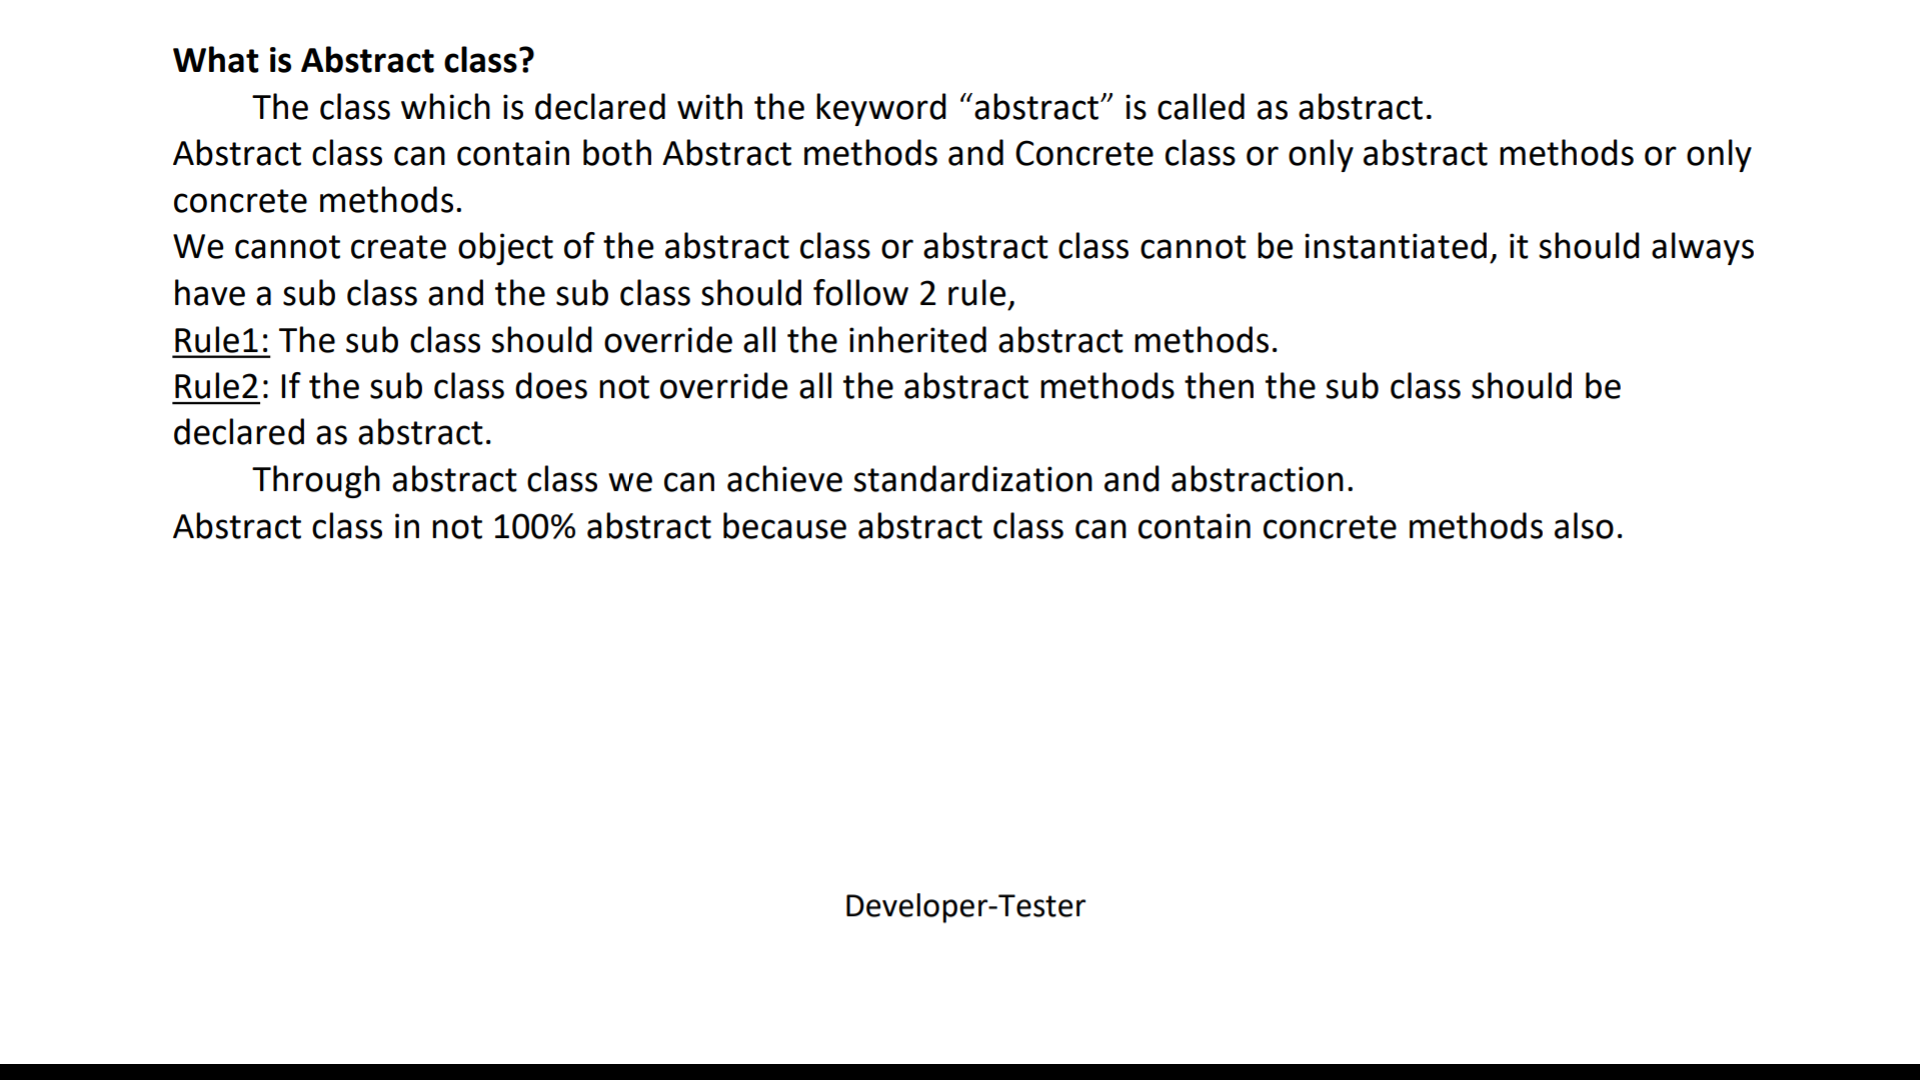 What is Abstract class?
The class which is declared with the keyword “abstract” is called as abstract.
Abstract class can contain both Abstract methods and Concrete class or only abstract methods or only
concrete methods.
We cannot create object of the abstract class or abstract class cannot be instantiated, it should always
have a sub class and the sub class should follow 2 rule,
Rule1: The sub class should override all the inherited abstract methods.
Rule2: If the sub class does not override all the abstract methods then the sub class should be
declared as abstract.
Through abstract class we can achieve standardization and abstraction.
Abstract class in not 100% abstract because abstract class can contain concrete methods also.
Developer-Tester